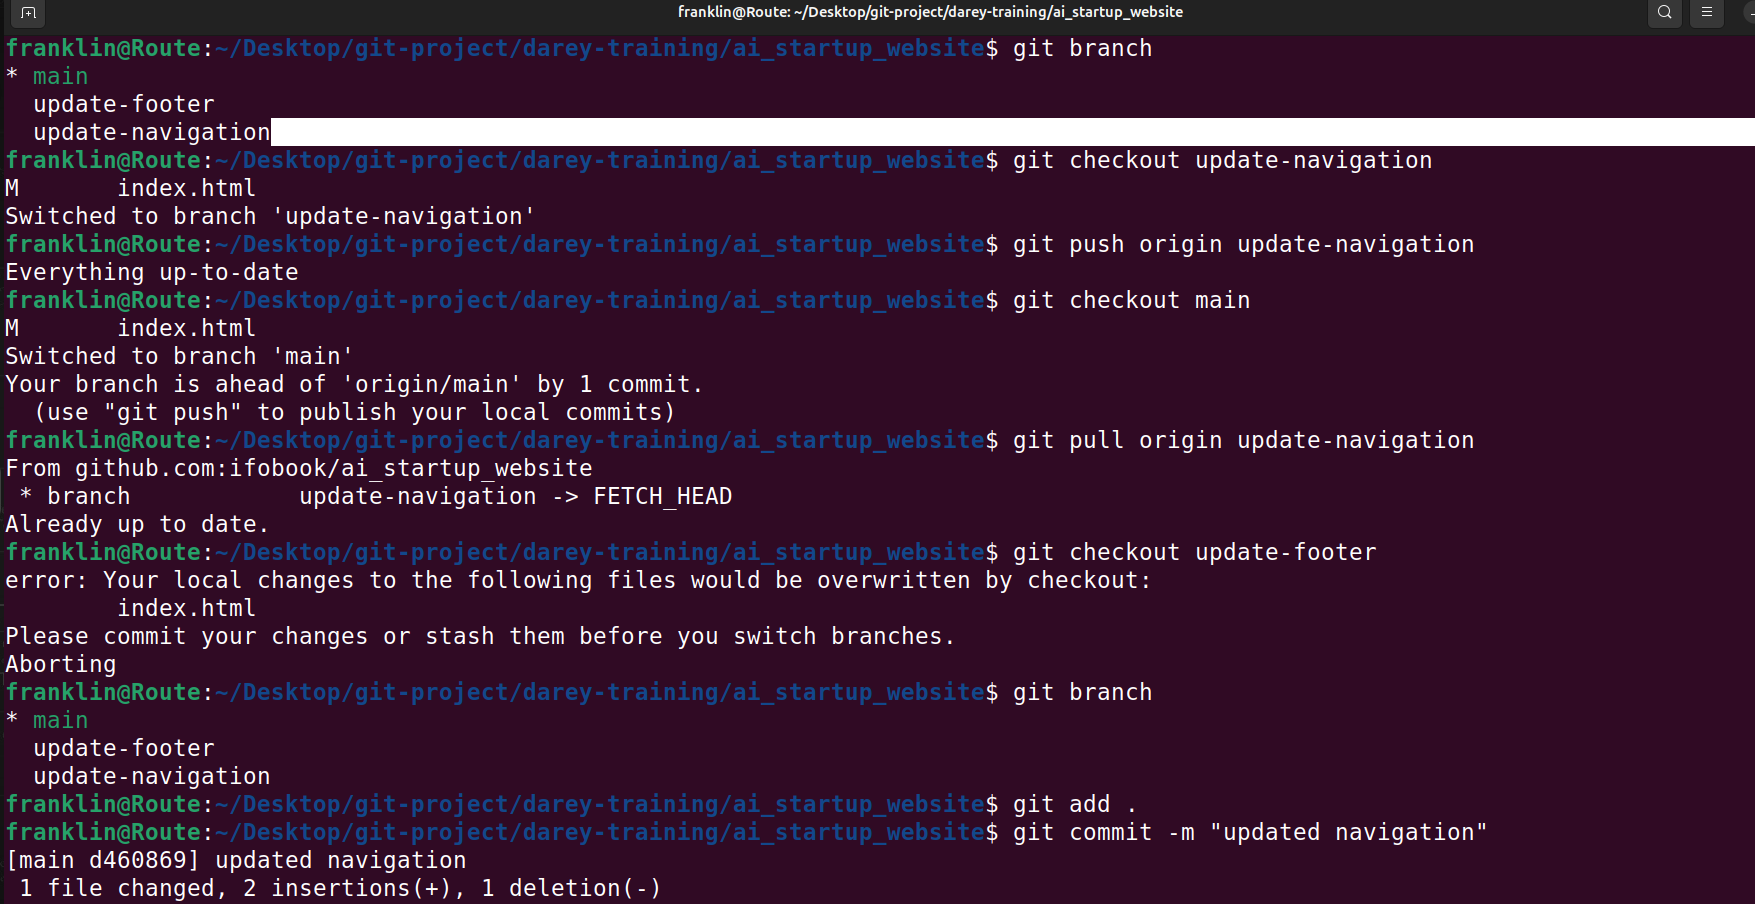 franklin@Route: ~/Desktop/git-project/darey-training/ai_startup_website
franklin@Route:~/Desktop/git-project/darey-training/ai_startup_website$ git branch
* main
  update-footer
  update-navigation
franklin@Route:~/Desktop/git-project/darey-training/ai_startup_website$ git checkout update-navigation
M       index.html
Switched to branch 'update-navigation'
franklin@Route:~/Desktop/git-project/darey-training/ai_startup_website$ git push origin update-navigation
Everything up-to-date
franklin@Route:~/Desktop/git-project/darey-training/ai_startup_website$ git checkout main
M       index.html
Switched to branch 'main'
Your branch is ahead of 'origin/main' by 1 commit.
  (use "git push" to publish your local commits)
franklin@Route:~/Desktop/git-project/darey-training/ai_startup_website$ git pull origin update-navigation
From github.com:ifobook/ai_startup_website
 * branch            update-navigation -> FETCH_HEAD
Already up to date.
franklin@Route:~/Desktop/git-project/darey-training/ai_startup_website$ git checkout update-footer
error: Your local changes to the following files would be overwritten by checkout:
        index.html
Please commit your changes or stash them before you switch branches.
Aborting
franklin@Route:~/Desktop/git-project/darey-training/ai_startup_website$ git branch
* main
  update-footer
  update-navigation
franklin@Route:~/Desktop/git-project/darey-training/ai_startup_website$ git add .
franklin@Route:~/Desktop/git-project/darey-training/ai_startup_website$ git commit -m "updated navigation"
[main d460869] updated navigation
 1 file changed, 2 insertions(+), 1 deletion(-)